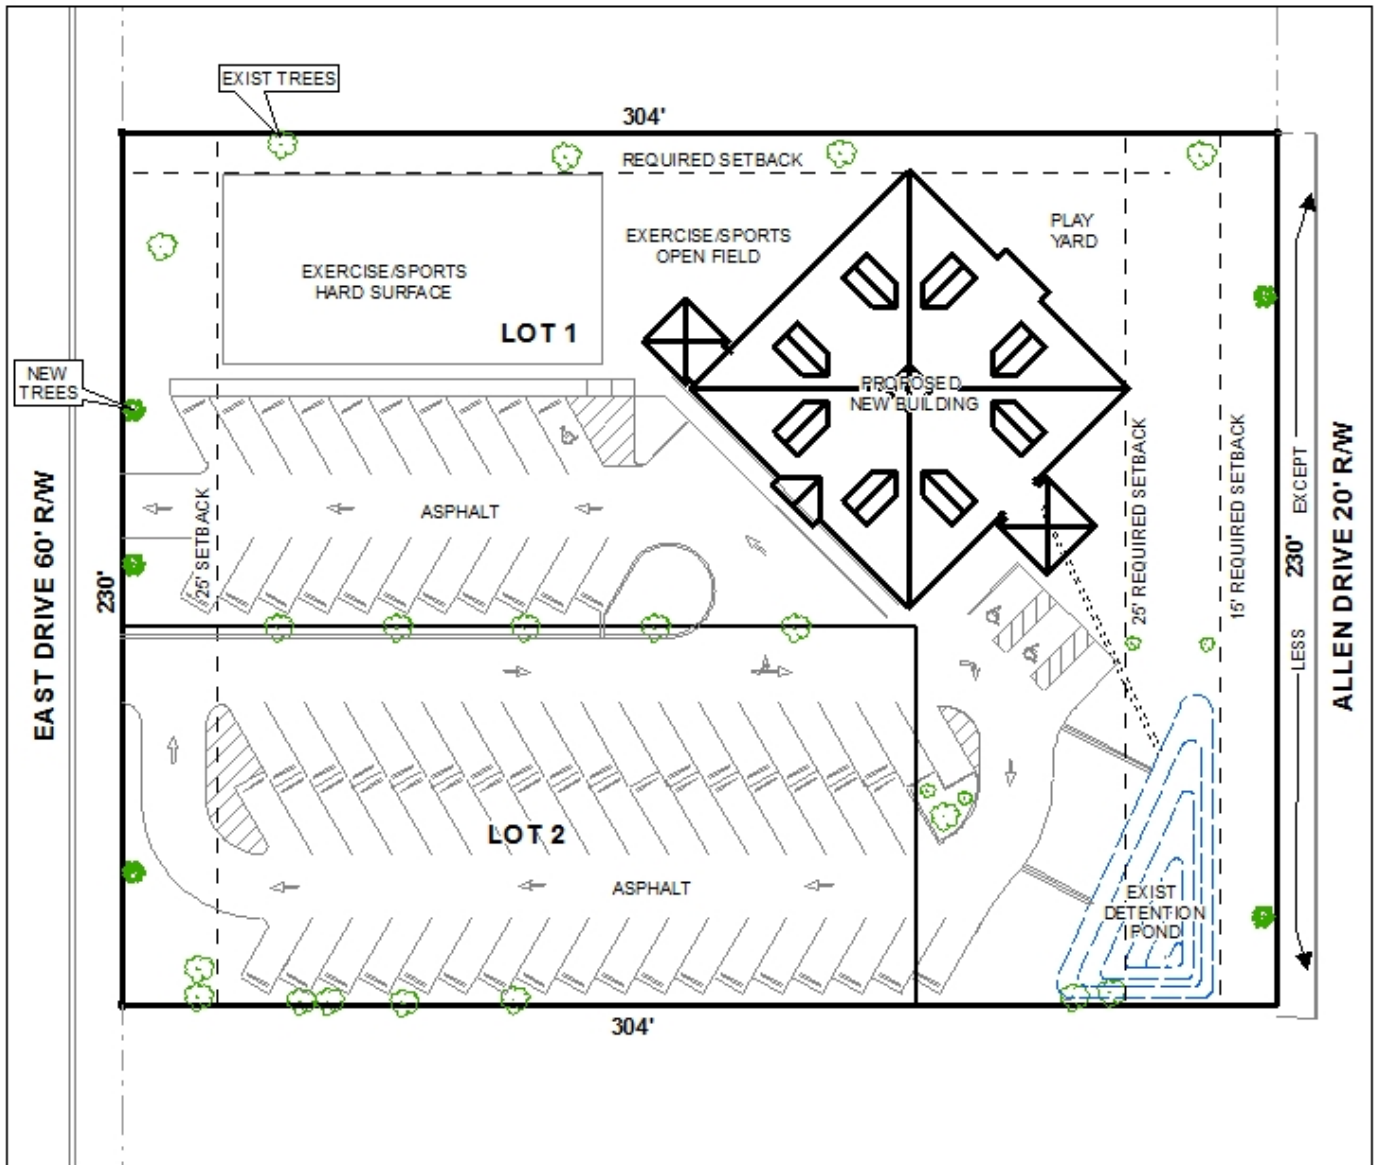 EXIST TREES
304'
REQUIRED SETBACK
EXERCISE/SPORTS
OPEN FIELD
PLAY
YARD
EXERCISE/SPORTS
HARD SURFACE
LOT 1
NEW
TREES
PROPOSED
NEW BUILDING
ASPHALT
25' SETBACK
25' REQUIRED SETBACK
15' REQUIRED SETBACK
EXCEPT
LESS
230'
ALLEN DRIVE 20' R/W
EAST DRIVE 60' R/W
230'
LOT 2
ASPHALT
EXIST
DETENTION
POND
304'